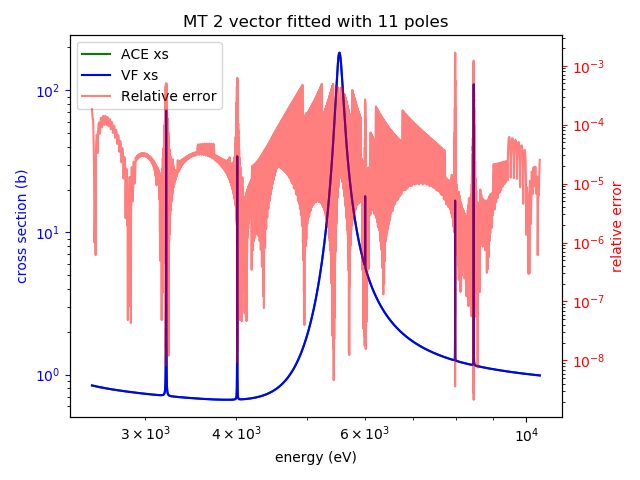 MT 2 vector fitted with 11 poles
ACE xs
VF xs
Relative error
cross section (b)
10²
10¹
10⁰
relative error
10⁻³
10⁻⁴
10⁻⁵
10⁻⁶
10⁻⁷
10⁻⁸
3 × 10³ 4 × 10³ 6 × 10³ 10⁴
energy (eV)